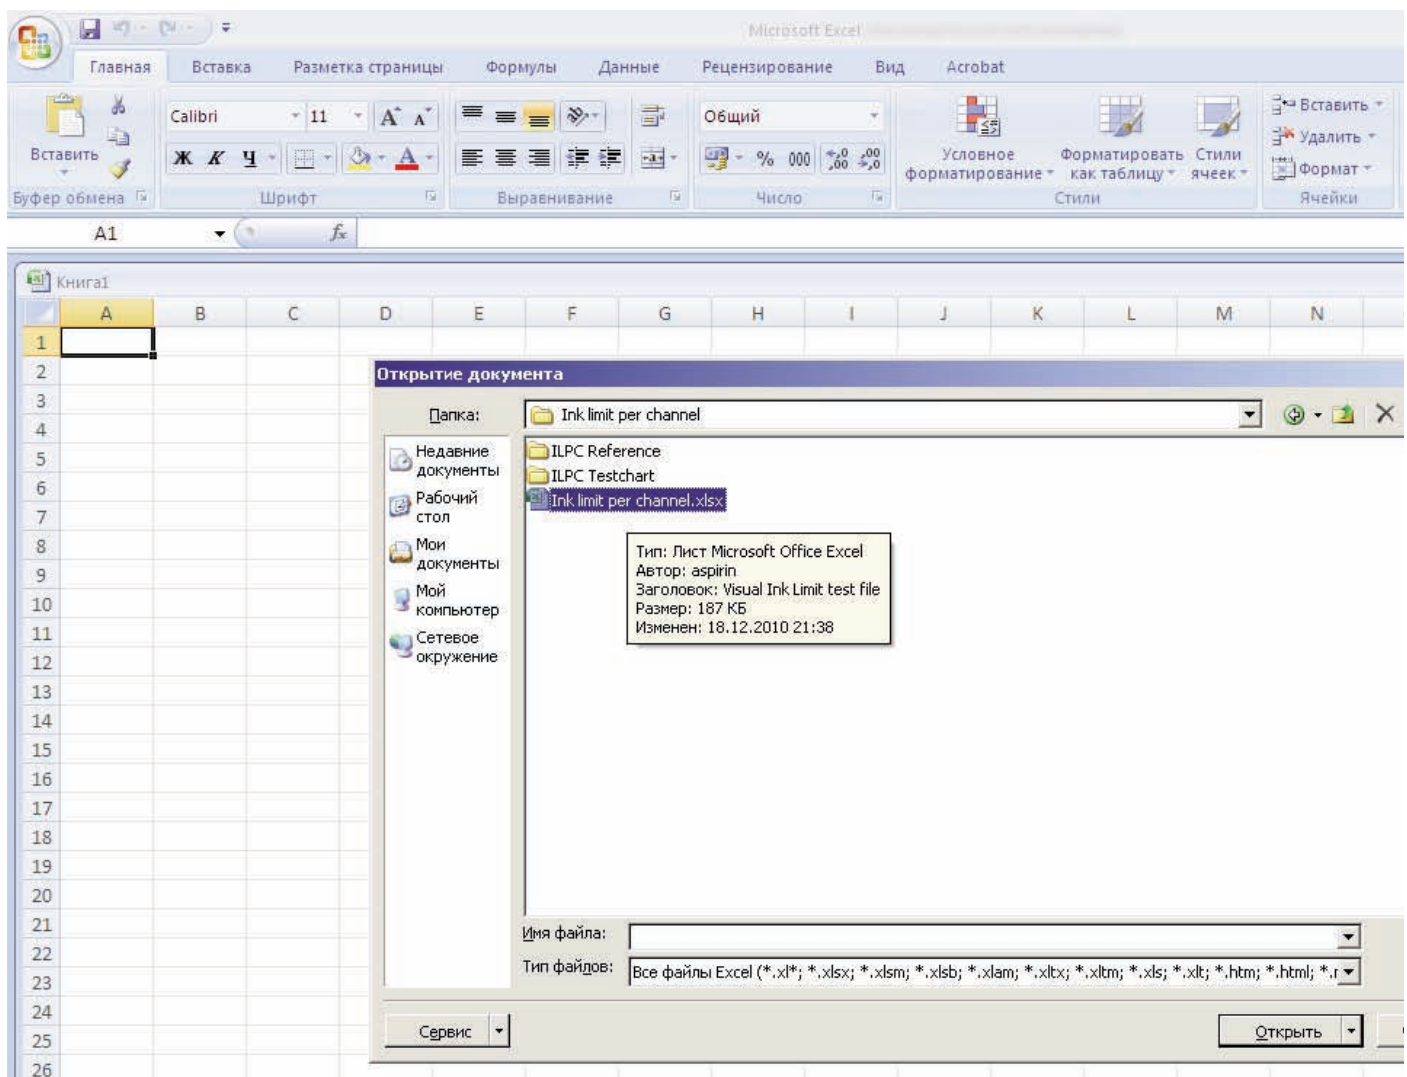 Microsoft Excel
Главная Вставка Разметка страницы Формулы Данные Рецензирование Вид Acrobat
Вставить
Буфер обмена
Calibri 11
Ж К Ч
Шрифт
Выравнивание
Общий
% 000
Число
Условное форматирование
Форматировать как таблицу
Стили ячеек
Стили
Вставить
Удалить
Формат
Ячейки
A1 fx
Книга1
A B C D E F G H I J K L M N
1
2
3
4
5
6
7
8
9
10
11
12
13
14
15
16
17
18
19
20
21
22
23
24
25
26
Открытие документа
Папка: Ink limit per channel
Недавние
документы
Рабочий
стол
Мои
документы
Мой
компьютер
Сетевое
окружение
ILPC Reference
ILPC Testchart
Ink limit per channel.xlsx
Тип: Лист Microsoft Office Excel
Автор: aspirin
Заголовок: Visual Ink Limit test file
Размер: 187 КБ
Изменен: 18.12.2010 21:38
Имя файла:
Тип файлов: Все файлы Excel (*.xl*; *.xlsx; *.xlsm; *.xlsb; *.xlam; *.xltx; *.xltm; *.xls; *.xlt; *.htm; *.html; *.r
Сервис Открыть